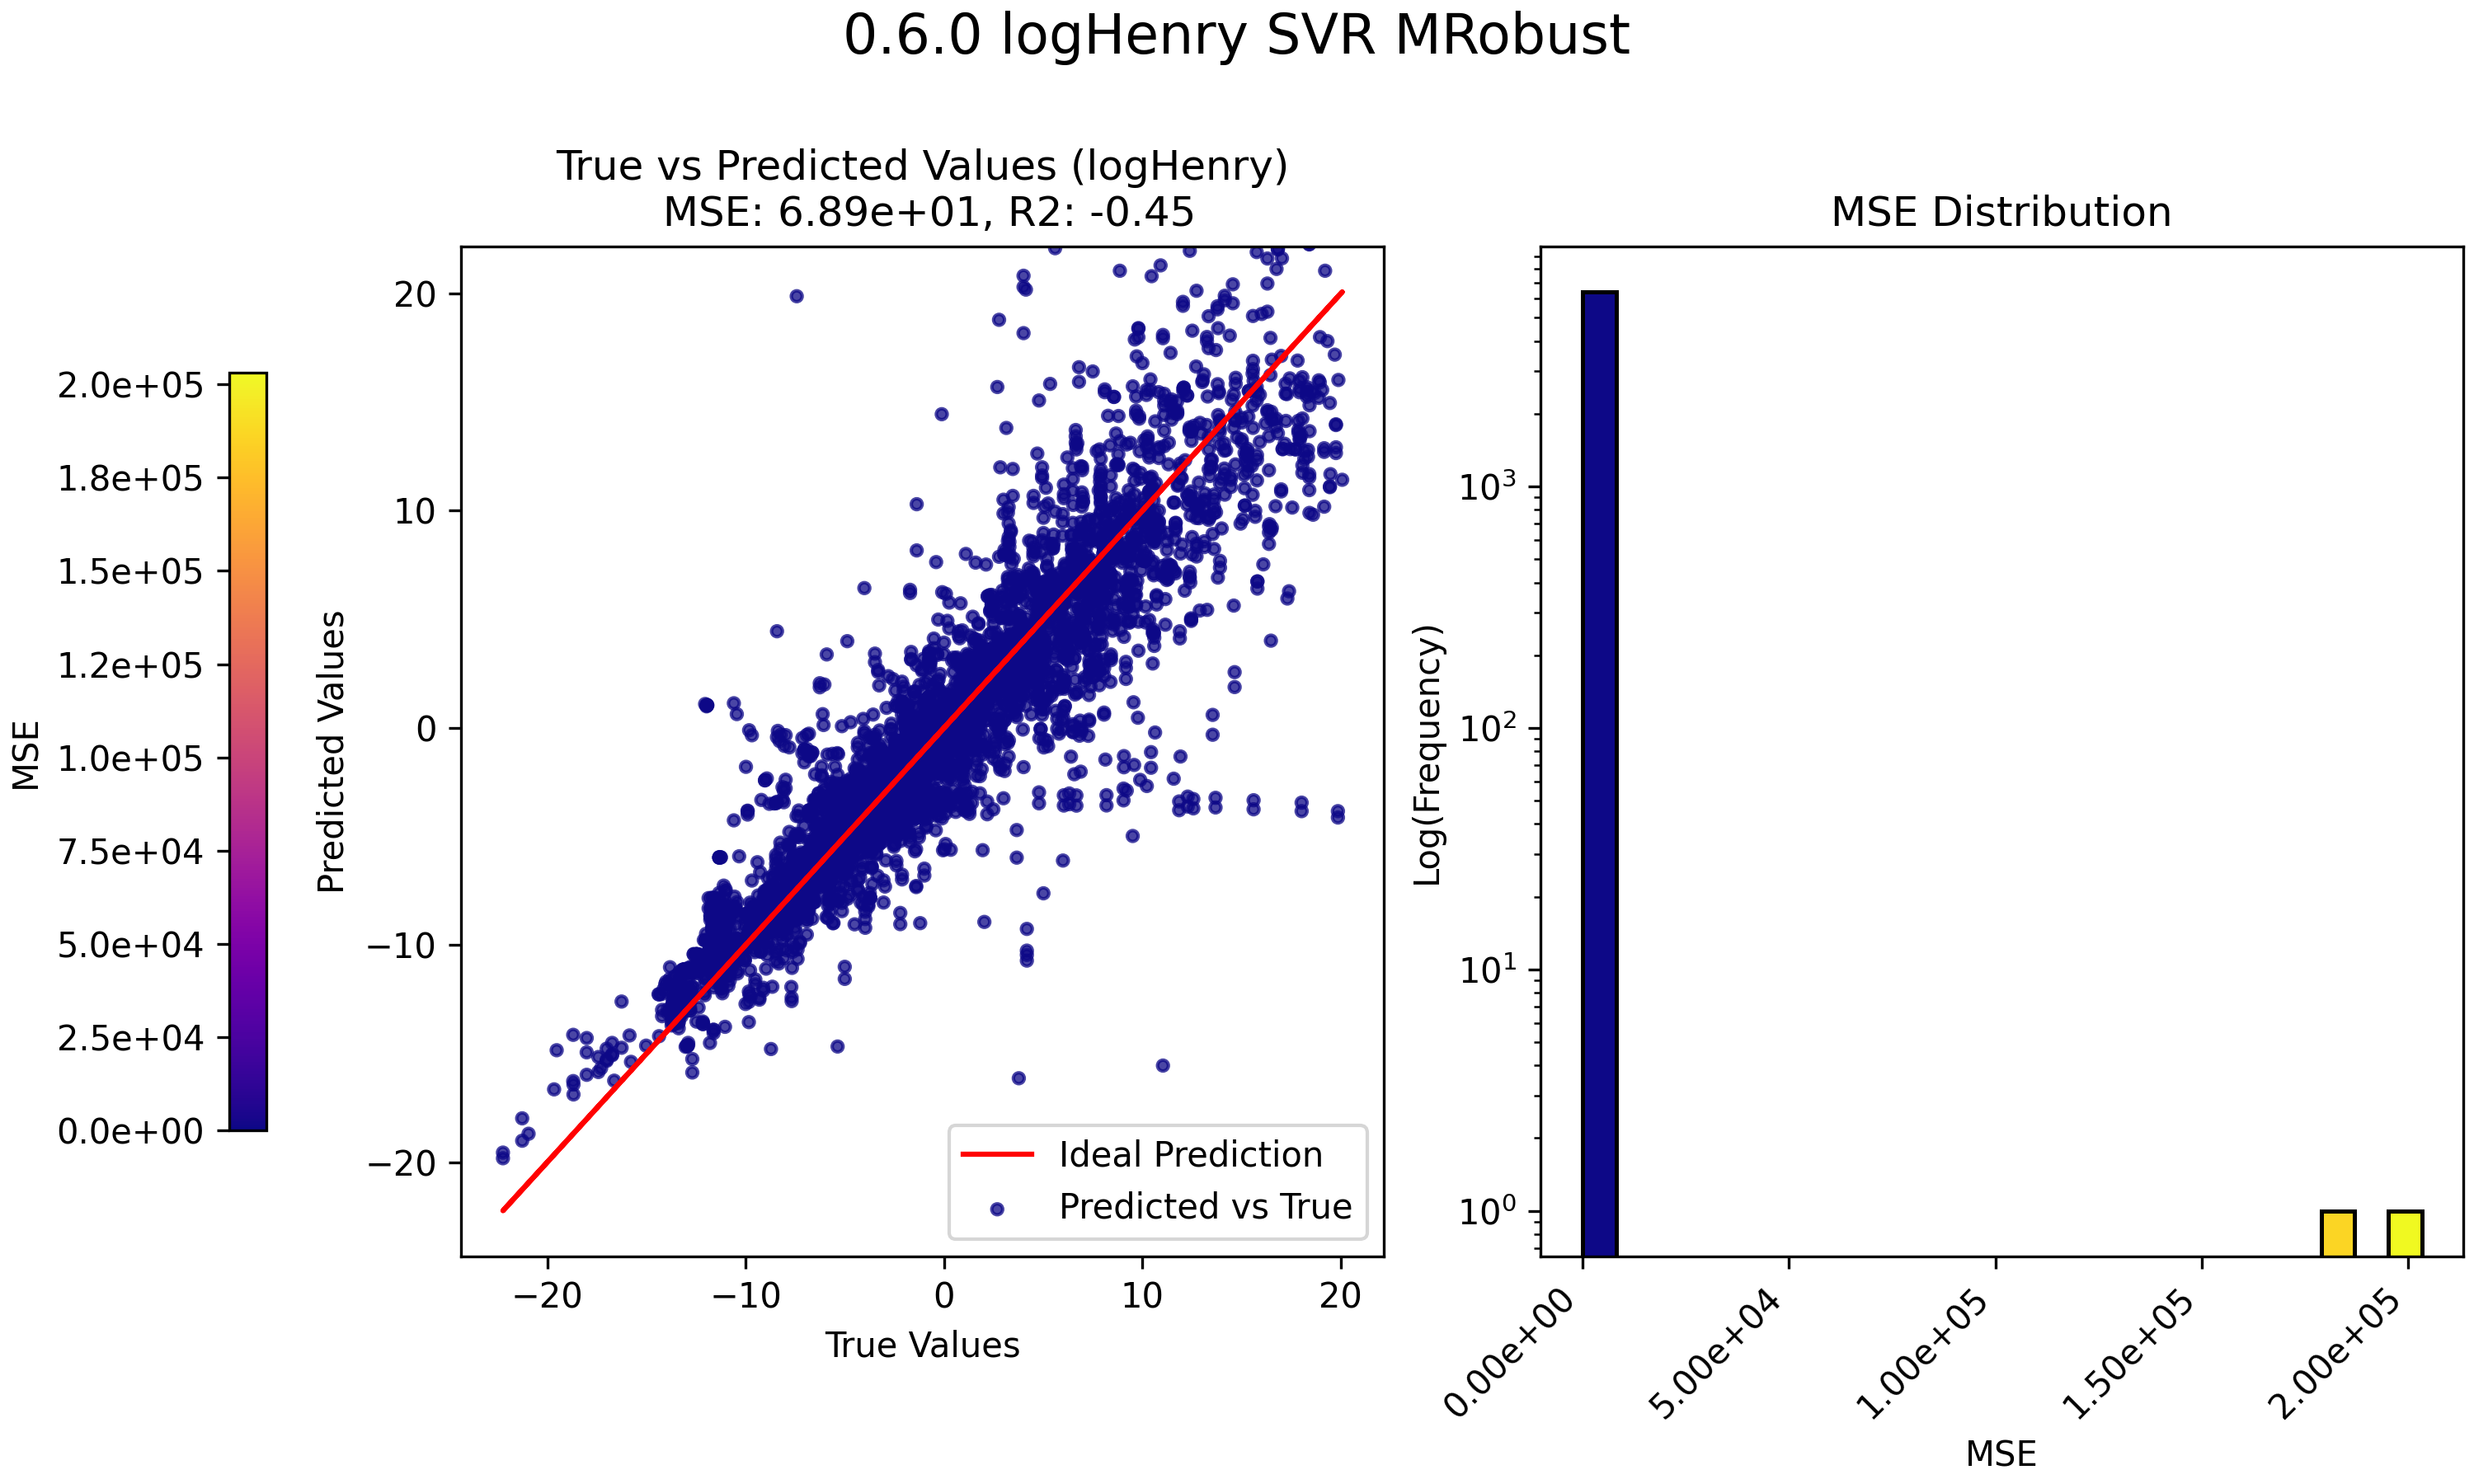 0.6.0 logHenry SVR MRobust
MSE
2.0e+05
1.8e+05
1.5e+05
1.2e+05
1.0e+05
7.5e+04
5.0e+04
2.5e+04
0.0e+00
True vs Predicted Values (logHenry)
MSE: 6.89e+01, R2: -0.45
Predicted Values
20
10
0
−10
−20
−20
−10
0
10
20
True Values
Ideal Prediction
Predicted vs True
MSE Distribution
Log(Frequency)
10³
10²
10¹
10⁰
0.00e+00
5.00e+04
1.00e+05
1.50e+05
2.00e+05
MSE